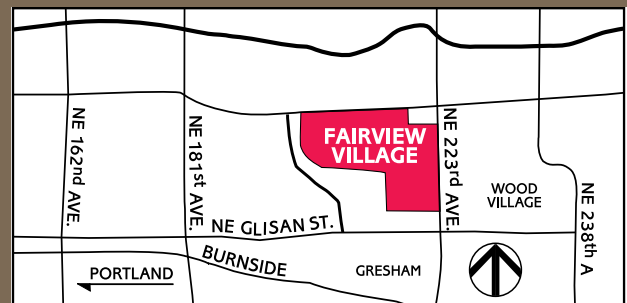 NE 162nd AVE.
NE 181st AVE.
FAIRVIEW
VILLAGE
NE 223rd AVE.
WOOD
VILLAGE
NE 238th A
NE GLISAN ST.
BURNSIDE
PORTLAND
GRESHAM